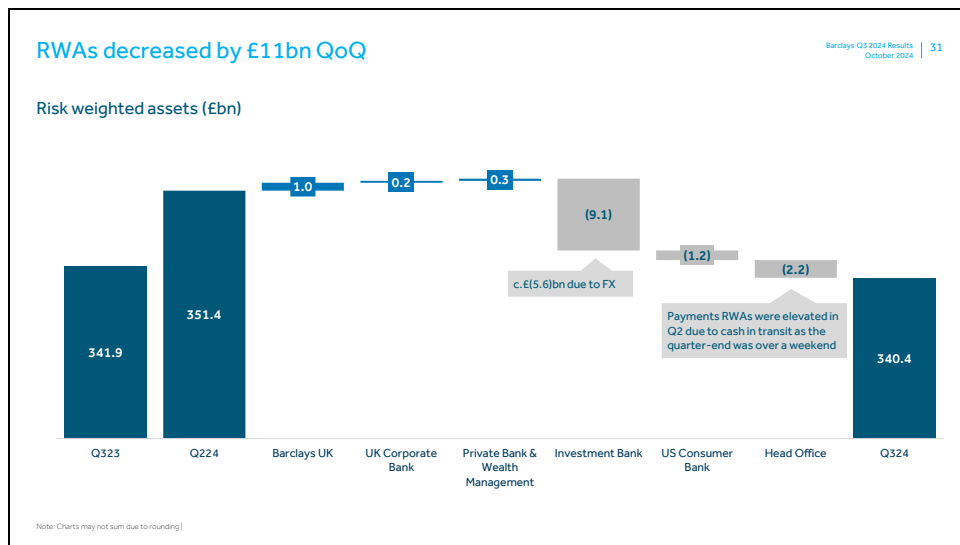 RWAs decreased by £11bn QoQ
Barclays Q3 2024 Results
October 2024
31
Risk weighted assets (£bn)
341.9
351.4
1.0
0.2
0.3
(9.1)
c.£(5.6)bn due to FX
(1.2)
(2.2)
Payments RWAs were elevated in
Q2 due to cash in transit as the
quarter-end was over a weekend
340.4
Q323
Q224
Barclays UK
UK Corporate
Bank
Private Bank &
Wealth
Management
Investment Bank
US Consumer
Bank
Head Office
Q324
Note: Charts may not sum due to rounding |